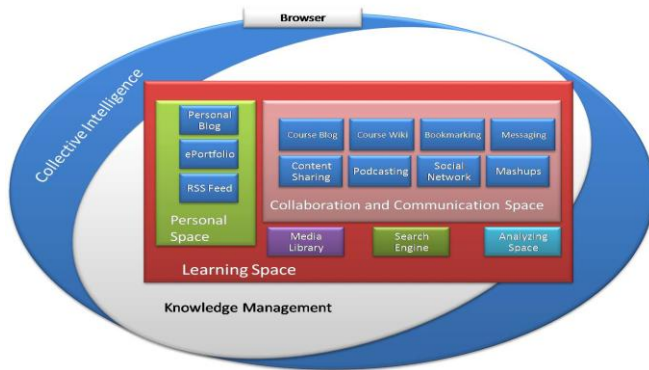 Browser
Collective Intelligence
Personal
Blog
ePortfolio
RSS Feed
Personal
Space
Course Blog
Course Wiki
Bookmarking
Messaging
Content
Sharing
Podcasting
Social
Network
Mashups
Collaboration and Communication Space
Media
Library
Search
Engine
Analyzing
Space
Learning Space
Knowledge Management